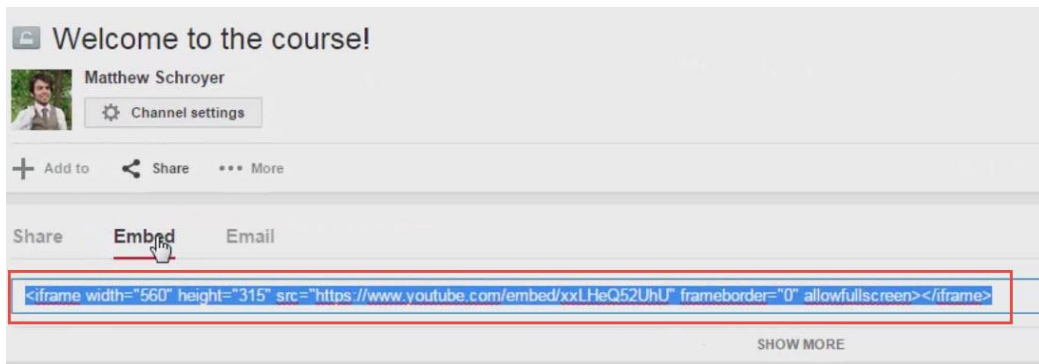 Welcome to the course!
Matthew Schroyer
Channel settings
Add to Share More
Share Embed Email
<iframe width="560" height="315" src="https://www.youtube.com/embed/xxLHeQ52UhU" frameborder="0" allowfullscreen></iframe>
SHOW MORE